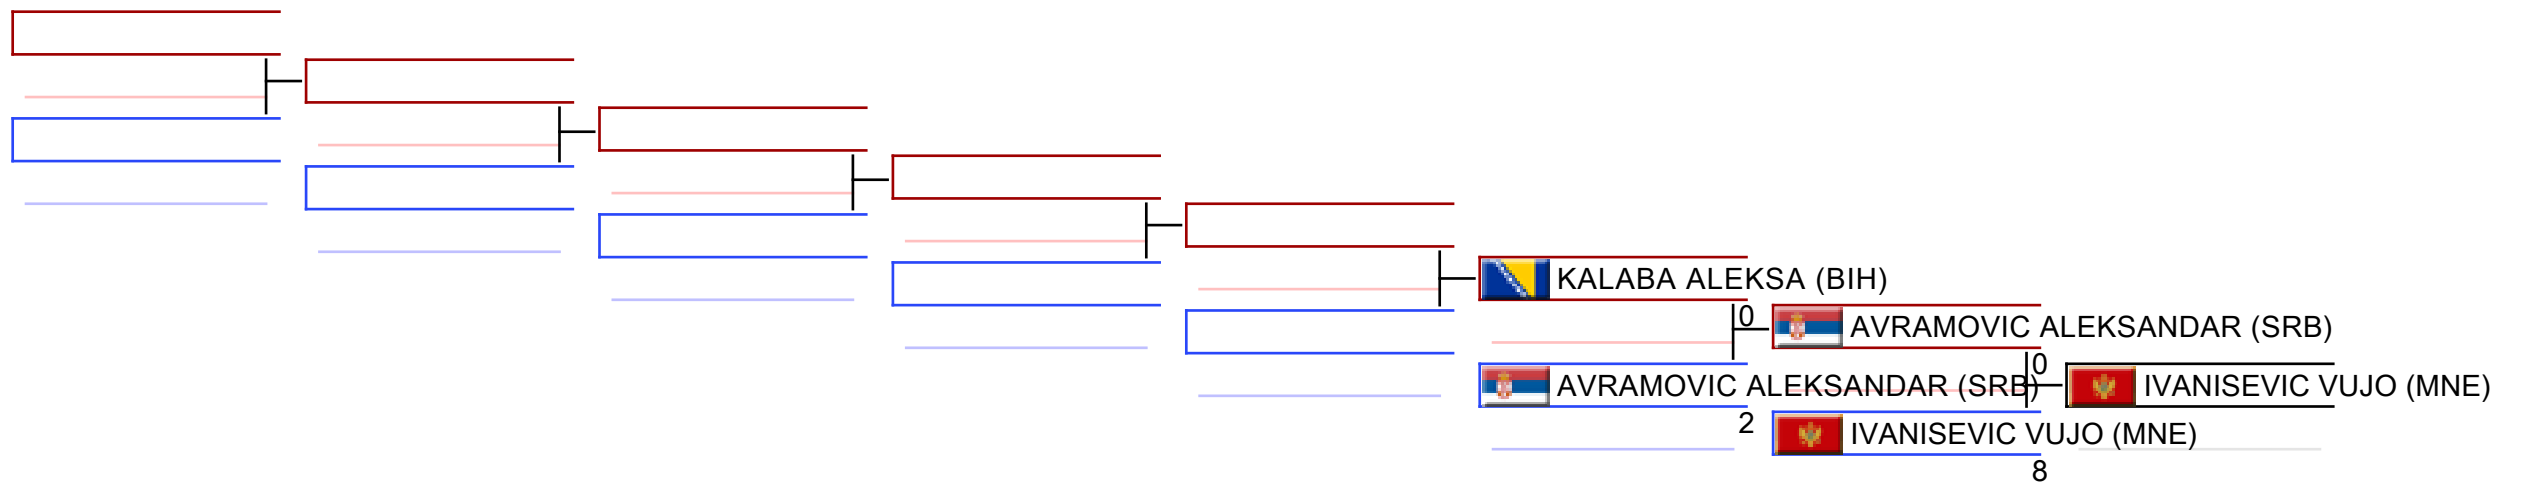 KALABA ALEKSA (BIH)
0
AVRAMOVIC ALEKSANDAR (SRB)
0
AVRAMOVIC ALEKSANDAR (SRB)
IVANISEVIC VUJO (MNE)
2
IVANISEVIC VUJO (MNE)
8